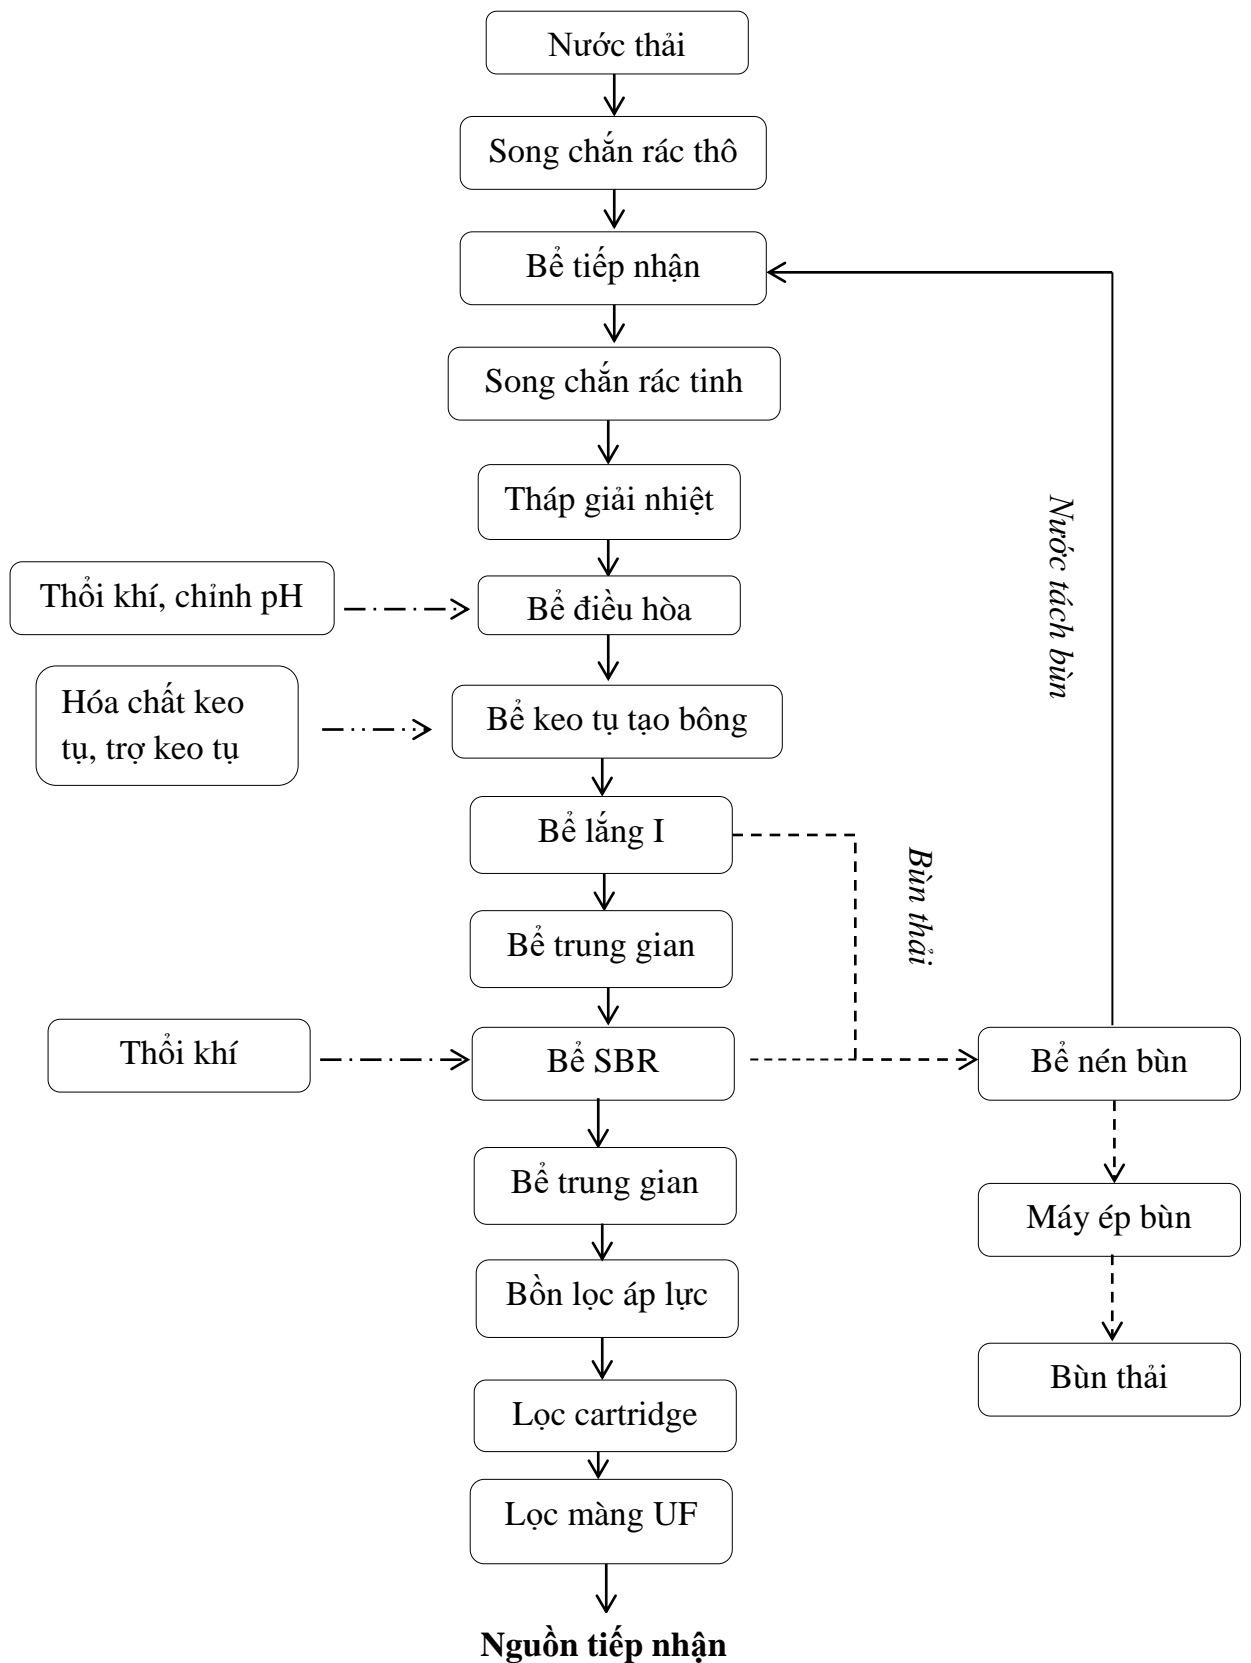 Nước thải
Song chắn rác thô
Bể tiếp nhận
Song chắn rác tinh
Tháp giải nhiệt
Nước tách bùn
Thổi khí, chỉnh pH
Bể điều hòa
Hóa chất keo
tụ, trợ keo tụ
Bể keo tụ tạo bông
Bể lắng I
Bùn thải
Bể trung gian
Thổi khí
Bể SBR
Bể nén bùn
Bể trung gian
Máy ép bùn
Bồn lọc áp lực
Bùn thải
Lọc cartridge
Lọc màng UF
Nguồn tiếp nhận